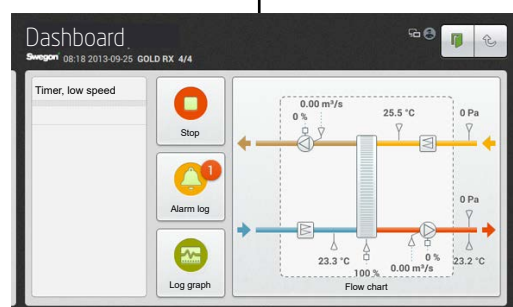 Dashboard
Swegon 08:18 2013-09-25 GOLD RX 4/4
Timer, low speed
Stop
1
Alarm log
Log graph
0.00 m³/s
0 %
25.5 °C
0 Pa
0 Pa
23.3 °C
100 %
0.00 m³/s
0 %
23.2 °C
Flow chart